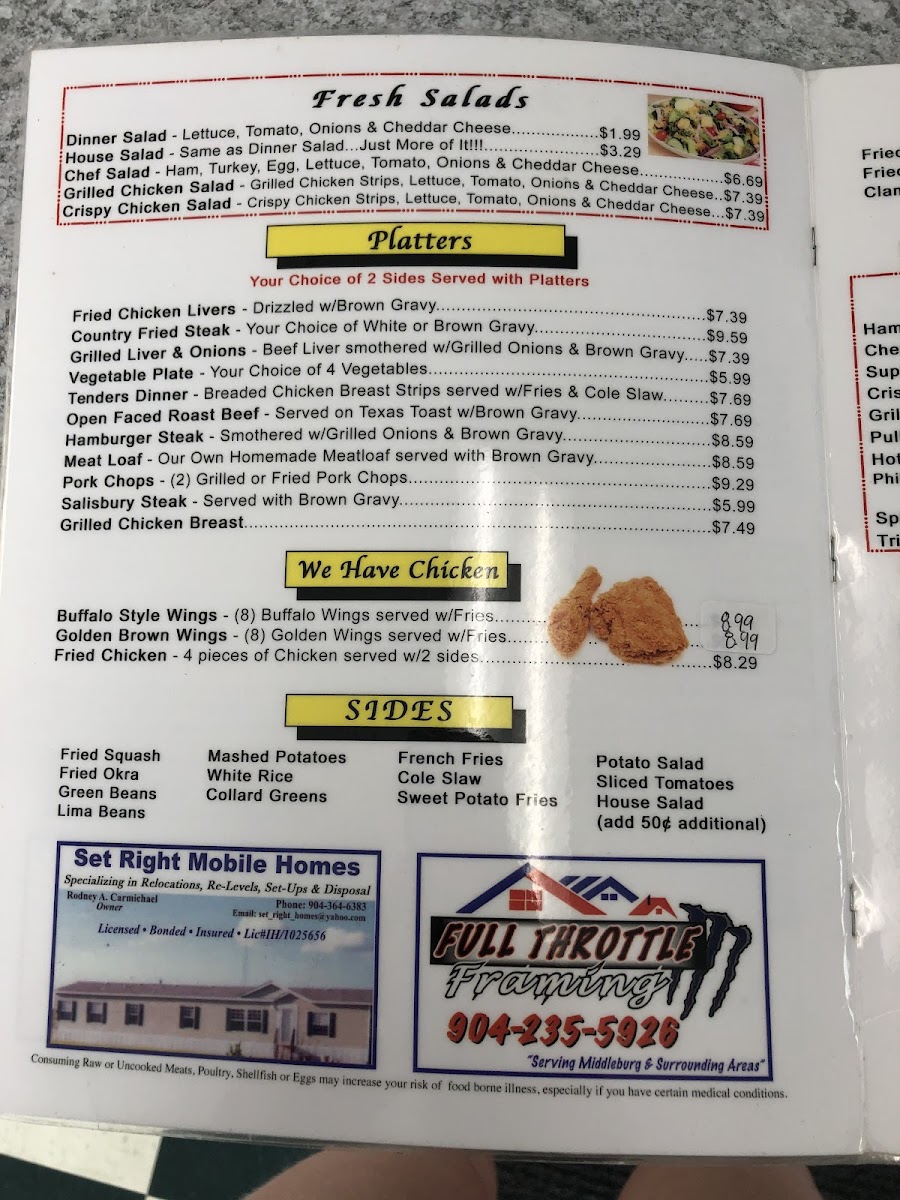 Fresh Salads
Dinner Salad - Lettuce, Tomato, Onions & Cheddar Cheese.................$1.99
House Salad - Same as Dinner Salad...Just More of It!!!......................$3.29
Chef Salad - Ham, Turkey, Egg, Lettuce, Tomato, Onions & Cheddar Cheese.................$6.69
Grilled Chicken Salad - Grilled Chicken Strips, Lettuce, Tomato, Onions & Cheddar Cheese..$7.39
Crispy Chicken Salad - Crispy Chicken Strips, Lettuce, Tomato, Onions & Cheddar Cheese...$7.39
Platters
Your Choice of 2 Sides Served with Platters
Fried Chicken Livers - Drizzled w/Brown Gravy......................................................$7.39
Country Fried Steak - Your Choice of White or Brown Gravy..................................$9.59
Grilled Liver & Onions - Beef Liver smothered w/Grilled Onions & Brown Gravy.....$7.39
Vegetable Plate - Your Choice of 4 Vegetables.......................................................$5.99
Tenders Dinner - Breaded Chicken Breast Strips served w/Fries & Cole Slaw.........$7.69
Open Faced Roast Beef - Served on Texas Toast w/Brown Gravy..........................$7.69
Hamburger Steak - Smothered w/Grilled Onions & Brown Gravy.............................$8.59
Meat Loaf - Our Own Homemade Meatloaf served with Brown Gravy.......................$8.59
Pork Chops - (2) Grilled or Fried Pork Chops............................................................$9.29
Salisbury Steak - Served with Brown Gravy..............................................................$5.99
Grilled Chicken Breast...............................................................................................$7.49
We Have Chicken
Buffalo Style Wings - (8) Buffalo Wings served w/Fries............ 8.99
Golden Brown Wings - (8) Golden Wings served w/Fries......... 8.99
Fried Chicken - 4 pieces of Chicken served w/2 sides..............................$8.29
SIDES
Fried Squash
Fried Okra
Green Beans
Lima Beans
Mashed Potatoes
White Rice
Collard Greens
French Fries
Cole Slaw
Sweet Potato Fries
Potato Salad
Sliced Tomatoes
House Salad
(add 50¢ additional)
Set Right Mobile Homes
Specializing in Relocations, Re-Levels, Set-Ups & Disposal
Rodney A. Carmichael
Owner
Phone: 904-364-6383
Email: set_right_homes@yahoo.com
Licensed • Bonded • Insured • Lic#IH/1025656
FULL THROTTLE
Framing
904-235-5926
"Serving Middleburg & Surrounding Areas"
Consuming Raw or Uncooked Meats, Poultry, Shellfish or Eggs may increase your risk of food borne illness, especially if you have certain medical conditions.